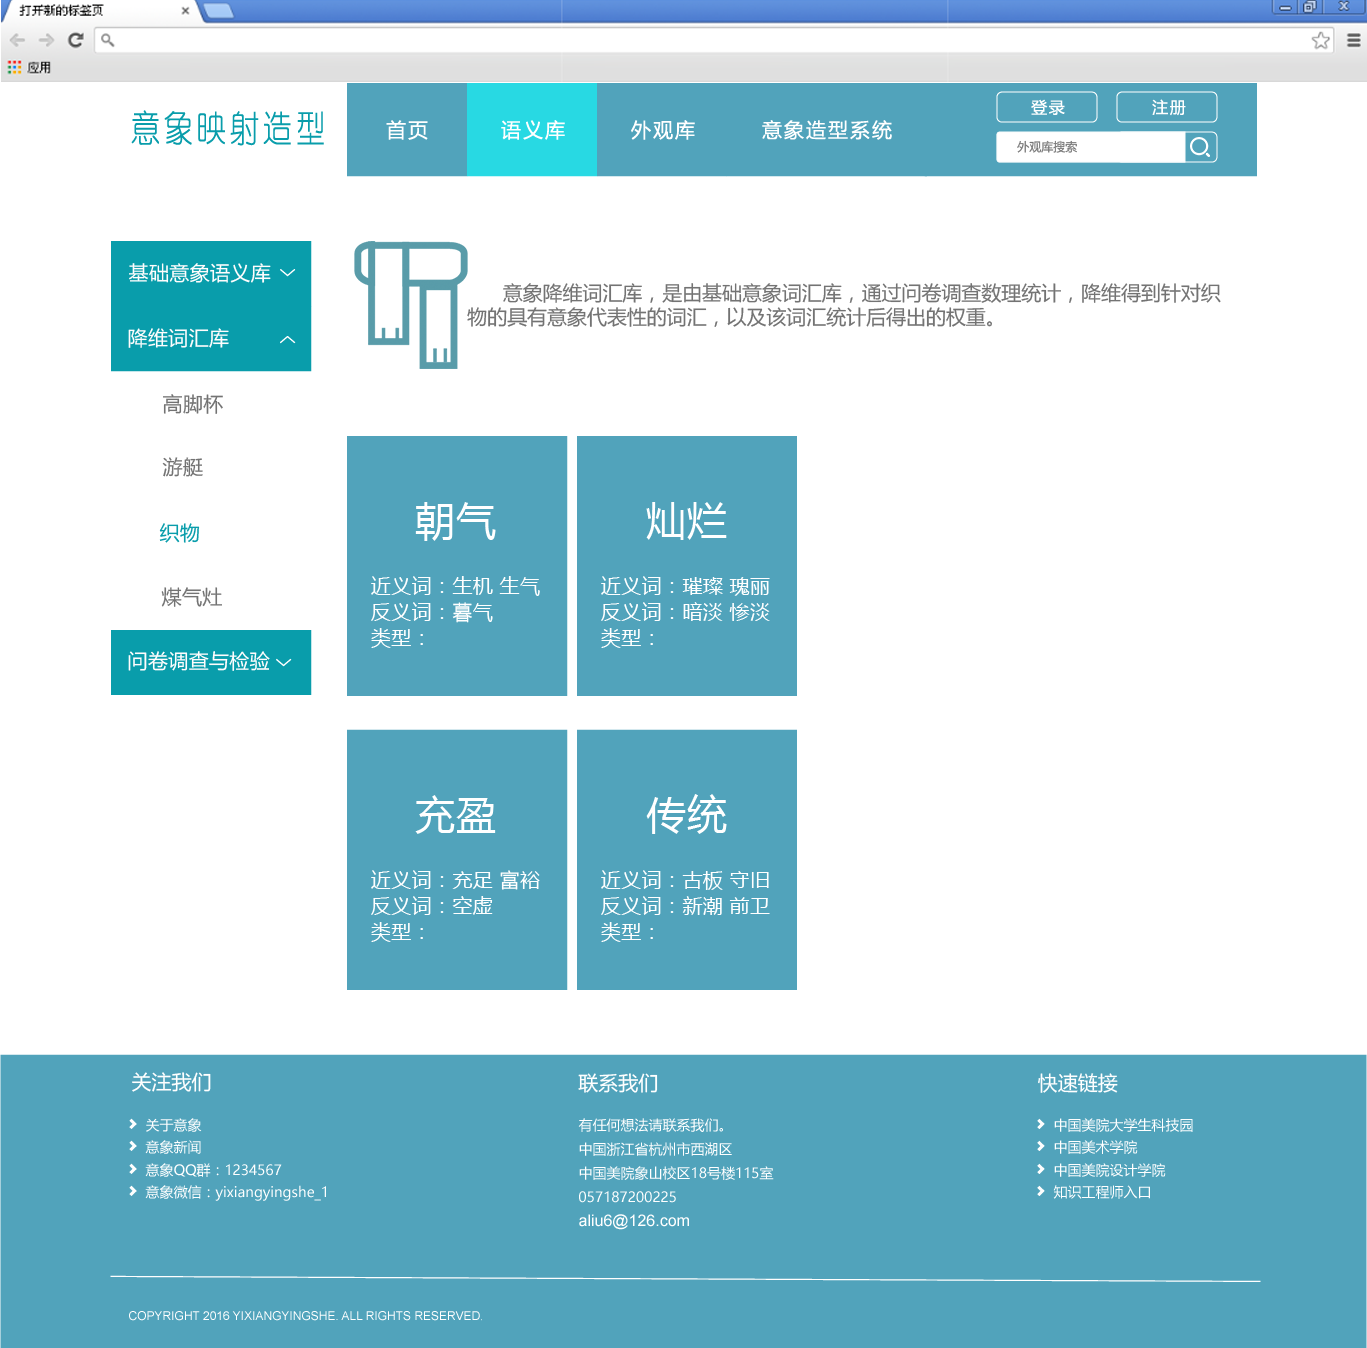 打开新的标签页
应用
意象映射造型
首页
语义库
外观库
意象造型系统
登录
注册
外观库搜索
基础意象语义库
降维词汇库
高脚杯
游艇
织物
煤气灶
问卷调查与检验
意象降维词汇库，是由基础意象词汇库，通过问卷调查数理统计，降维得到针对织
物的具有意象代表性的词汇，以及该词汇统计后得出的权重。
朝气
近义词：生机 生气
反义词：暮气
类型：
灿烂
近义词：璀璨 瑰丽
反义词：暗淡 惨淡
类型：
充盈
近义词：充足 富裕
反义词：空虚
类型：
传统
近义词：古板 守旧
反义词：新潮 前卫
类型：
关注我们
关于意象
意象新闻
意象QQ群：1234567
意象微信：yixiangyingshe_1
联系我们
有任何想法请联系我们。
中国浙江省杭州市西湖区
中国美院象山校区18号楼115室
057187200225
aliu6@126.com
快速链接
中国美院大学生科技园
中国美术学院
中国美院设计学院
知识工程师入口
COPYRIGHT 2016 YIXIANGYINGSHE. ALL RIGHTS RESERVED.